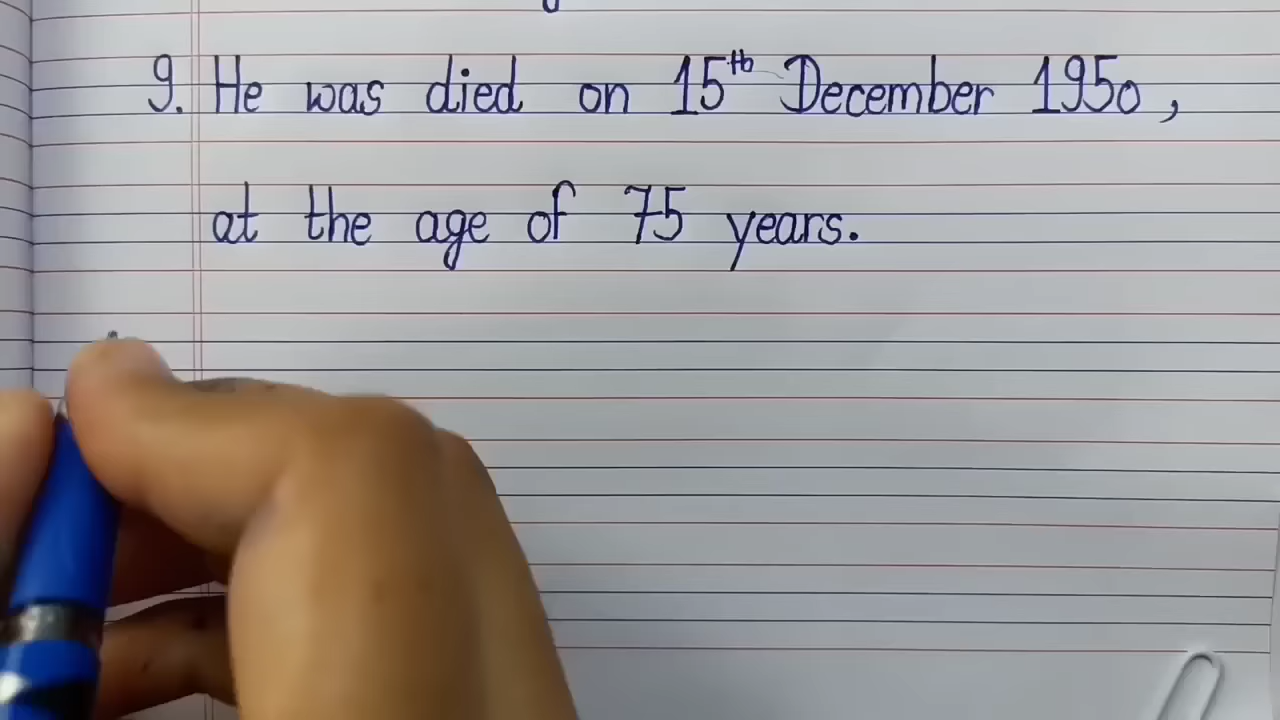 9. He was died on 15th December 1950,
at the age of 75 years.